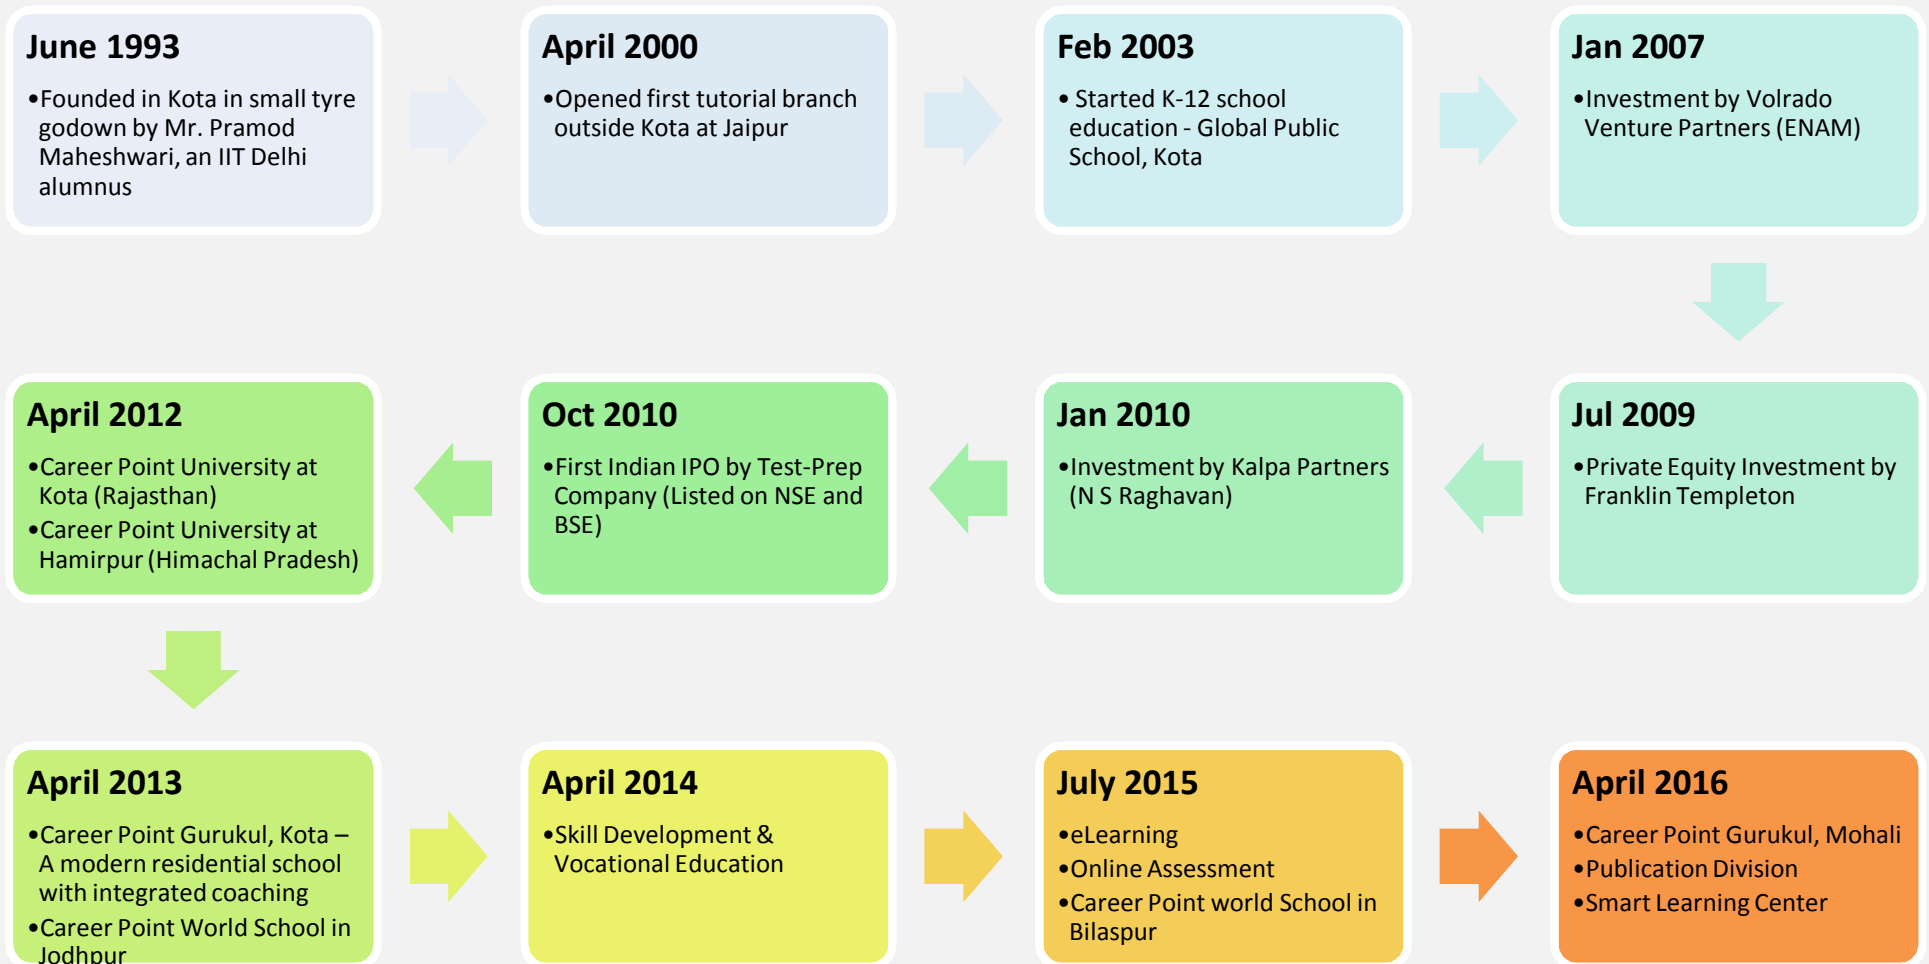 June 1993
•Founded in Kota in small tyre
godown by Mr. Pramod
Maheshwari, an IIT Delhi
alumnus
April 2000
•Opened first tutorial branch
outside Kota at Jaipur
Feb 2003
• Started K-12 school
education - Global Public
School, Kota
Jan 2007
•Investment by Volrado
Venture Partners (ENAM)
Jul 2009
•Private Equity Investment by
Franklin Templeton
Jan 2010
•Investment by Kalpa Partners
(N S Raghavan)
Oct 2010
•First Indian IPO by Test-Prep
Company (Listed on NSE and
BSE)
April 2012
•Career Point University at
Kota (Rajasthan)
•Career Point University at
Hamirpur (Himachal Pradesh)
April 2013
•Career Point Gurukul, Kota –
A modern residential school
with integrated coaching
•Career Point World School in
Jodhpur
April 2014
•Skill Development &
Vocational Education
July 2015
•eLearning
•Online Assessment
•Career Point world School in
Bilaspur
April 2016
•Career Point Gurukul, Mohali
•Publication Division
•Smart Learning Center